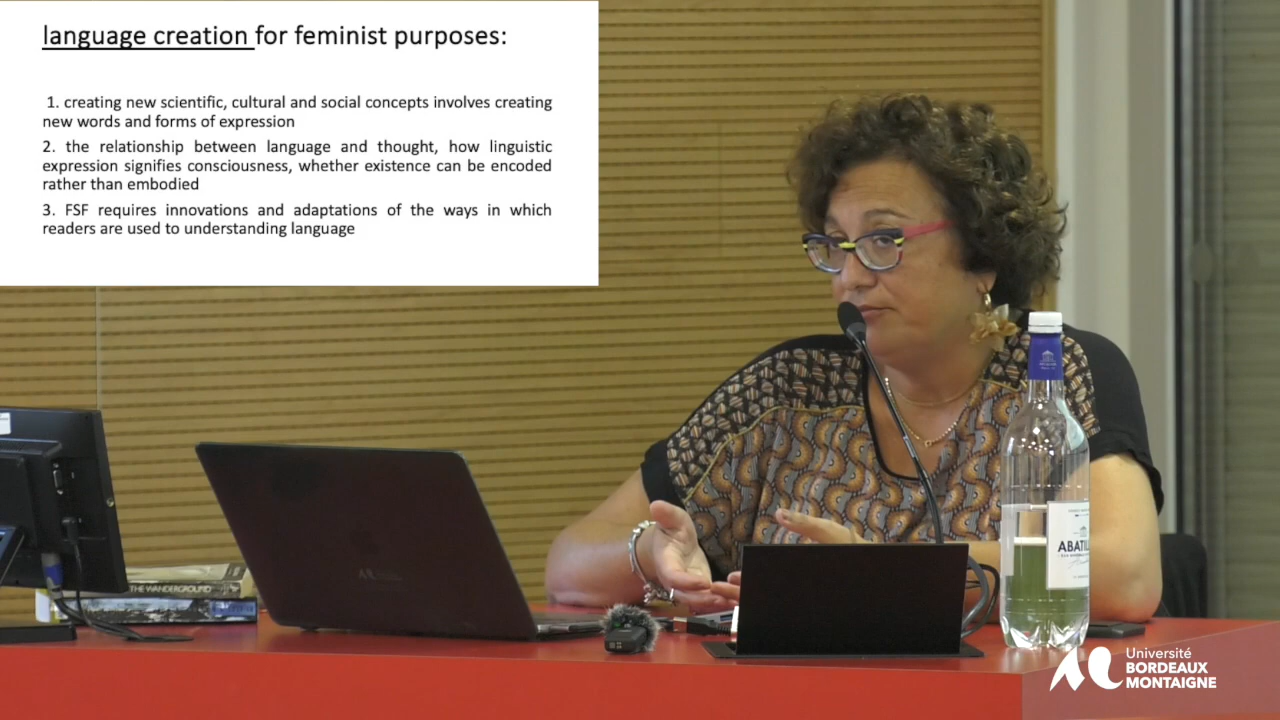 language creation for feminist purposes:
1. creating new scientific, cultural and social concepts involves creating
new words and forms of expression
2. the relationship between language and thought, how linguistic
expression signifies consciousness, whether existence can be encoded
rather than embodied
3. FSF requires innovations and adaptations of the ways in which
readers are used to understanding language
THE WANDERGROUND
ABATIL
Université
BORDEAUX
MONTAIGNE